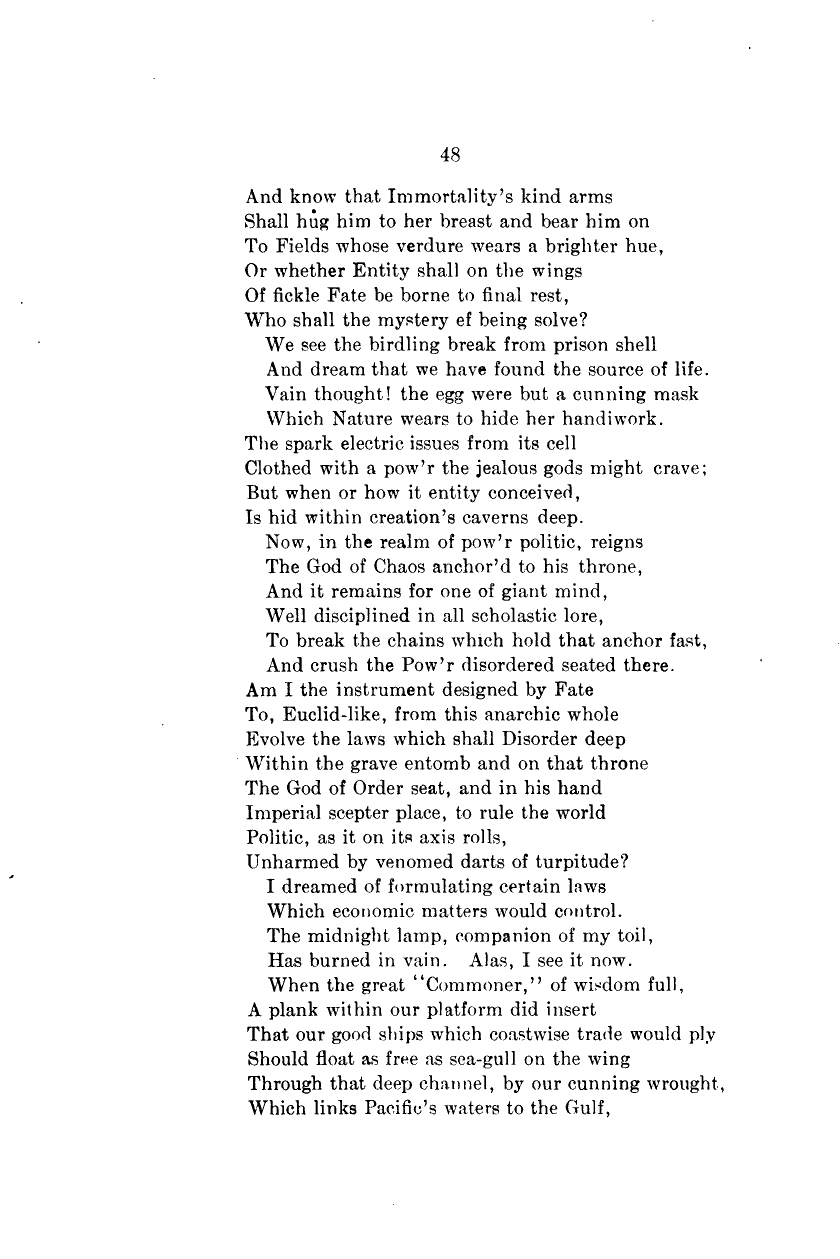 48
And know that Immortality's kind arms
Shall hug him to her breast and bear him on
To Fields whose verdure wears a brighter hue,
Or whether Entity shall on the wings
Of fickle Fate be borne to final rest,
Who shall the mystery ef being solve?
We see the birdling break from prison shell
And dream that we have found the source of life.
Vain thought! the egg were but a cunning mask
Which Nature wears to hide her handiwork.
The spark electric issues from its cell
Clothed with a pow'r the jealous gods might crave;
But when or how it entity conceived,
Is hid within creation's caverns deep.
Now, in the realm of pow'r politic, reigns
The God of Chaos anchor'd to his throne,
And it remains for one of giant mind,
Well disciplined in all scholastic lore,
To break the chains which hold that anchor fast,
And crush the Pow'r disordered seated there.
Am I the instrument designed by Fate
To, Euclid-like, from this anarchic whole
Evolve the laws which shall Disorder deep
Within the grave entomb and on that throne
The God of Order seat, and in his hand
Imperial scepter place, to rule the world
Politic, as it on its axis rolls,
Unharmed by venomed darts of turpitude?
I dreamed of formulating certain laws
Which economic matters would control.
The midnight lamp, companion of my toil,
Has burned in vain. Alas, I see it now.
When the great "Commoner," of wisdom full,
A plank within our platform did insert
That our good ships which coastwise trade would ply
Should float as free as sea-gull on the wing
Through that deep channel, by our cunning wrought,
Which links Pacific's waters to the Gulf,